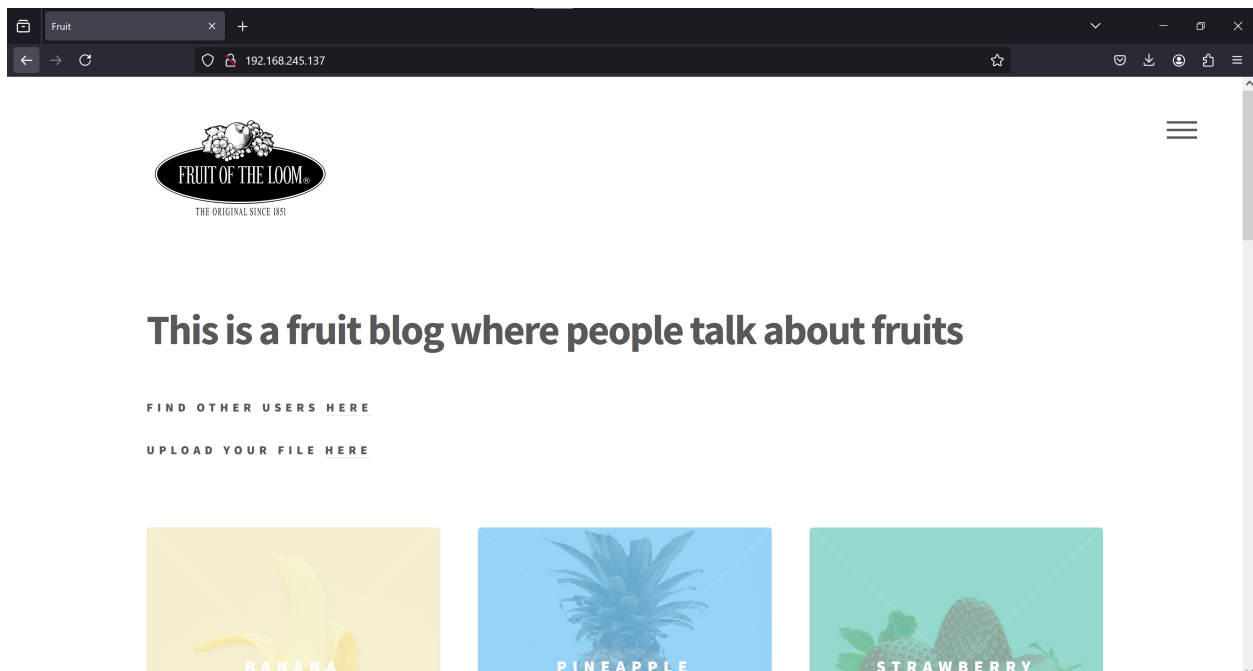 Fruit
192.168.245.137
FRUIT OF THE LOOM®
THE ORIGINAL SINCE 1851
This is a fruit blog where people talk about fruits
FIND OTHER USERS HERE
UPLOAD YOUR FILE HERE
BANANA
PINEAPPLE
STRAWBERRY